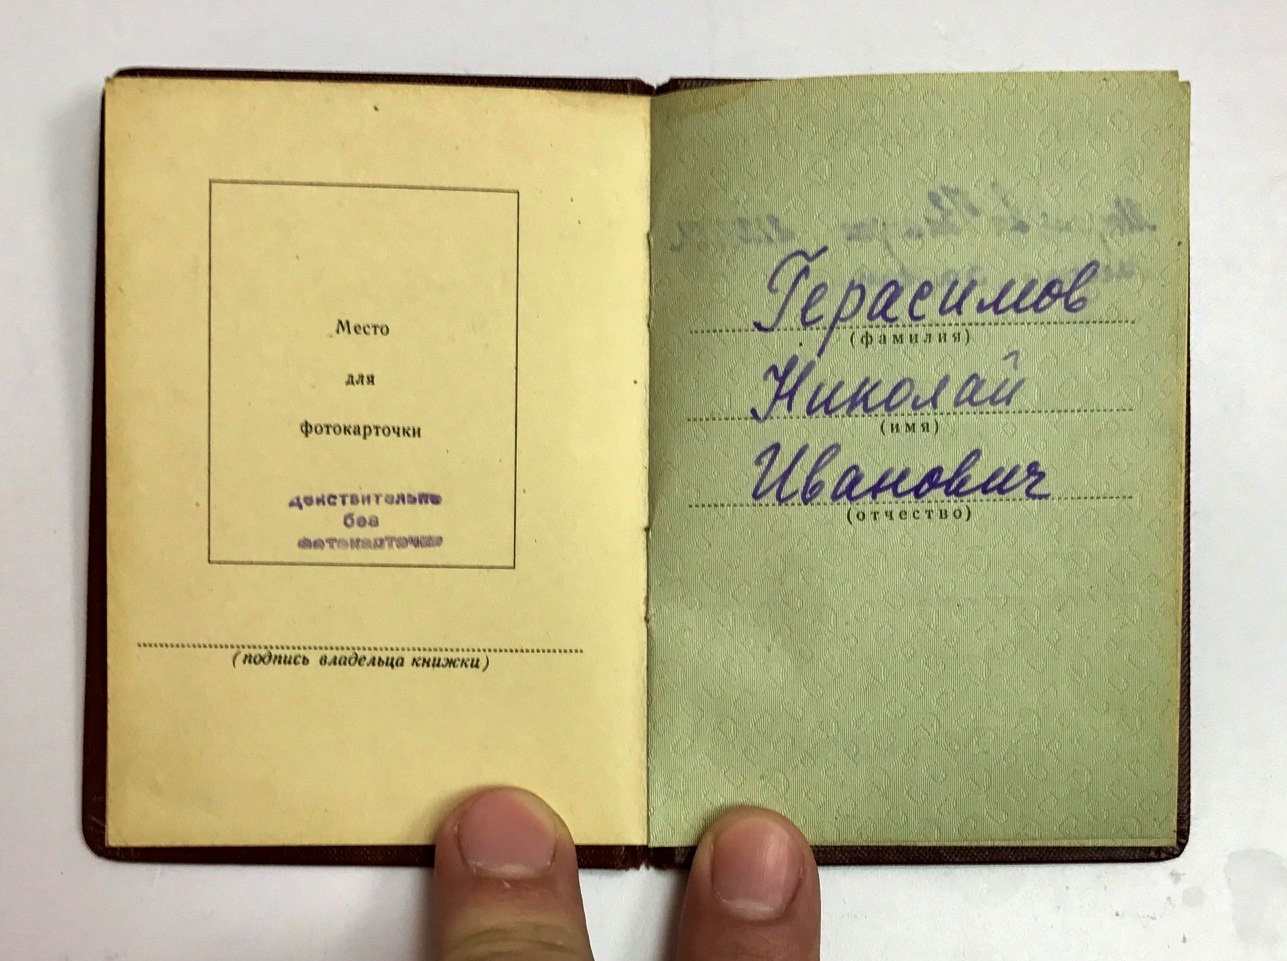 Место
для
фотокарточки
действительно
без
фотокарточки
(подпись владельца книжки)
Герасимов
(фамилия)
Николай
(имя)
Иванович
(отчество)